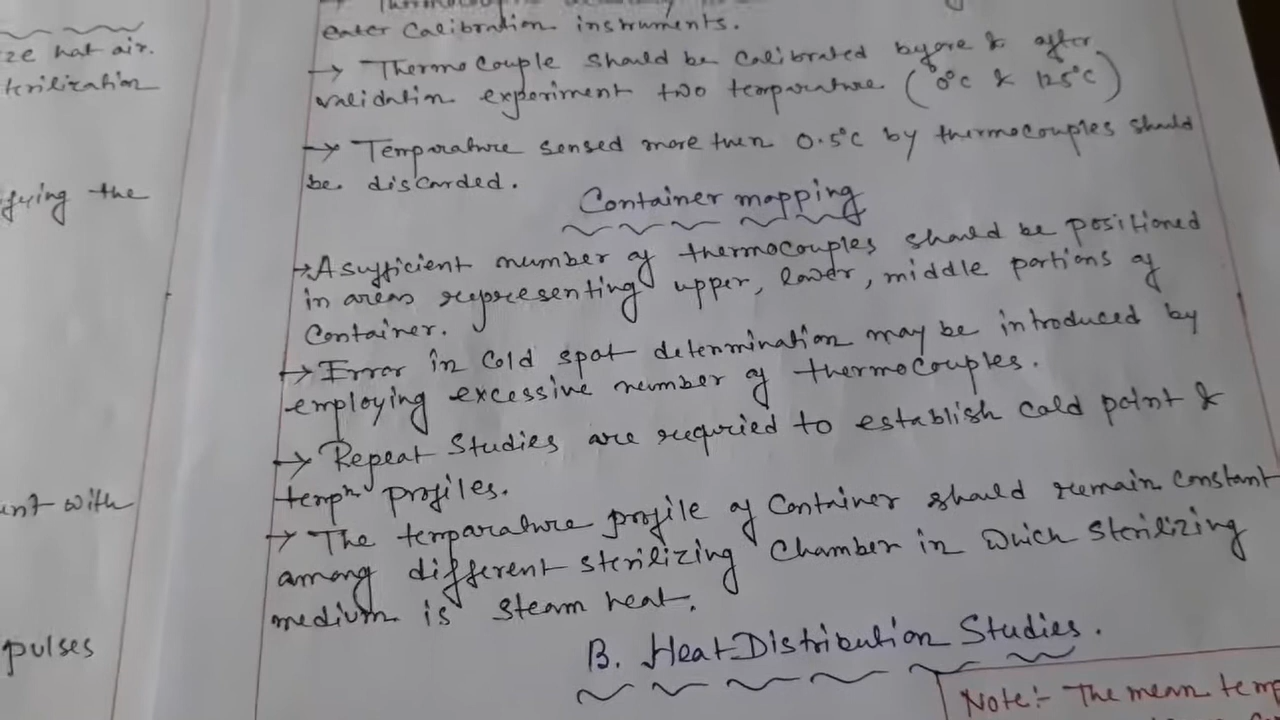 ze hot air.
terilization
fying the
unt with
pulses
enter Calibration instruments.
→ Thermocouple should be Calibrated before & after
validation experiment two temparature (0°C & 125°C)
→ Temparature sensed more then 0.5°C by thermocouples should
be discarded.
Container mapping
→ A sufficient number of thermocouples should be positioned
in areas representing upper, lower, middle portions of
Container.
→ Error in Cold spot determination may be introduced by
employing excessive number of thermocouples.
→ Repeat Studies are requried to establish cold point &
temp profiles.
→ The temparature profile of Container should remain constant
among different sterilizing Chamber in which Sterilizing
medium is steam heat.
B. Heat Distribution Studies.
Note:- The mean temp